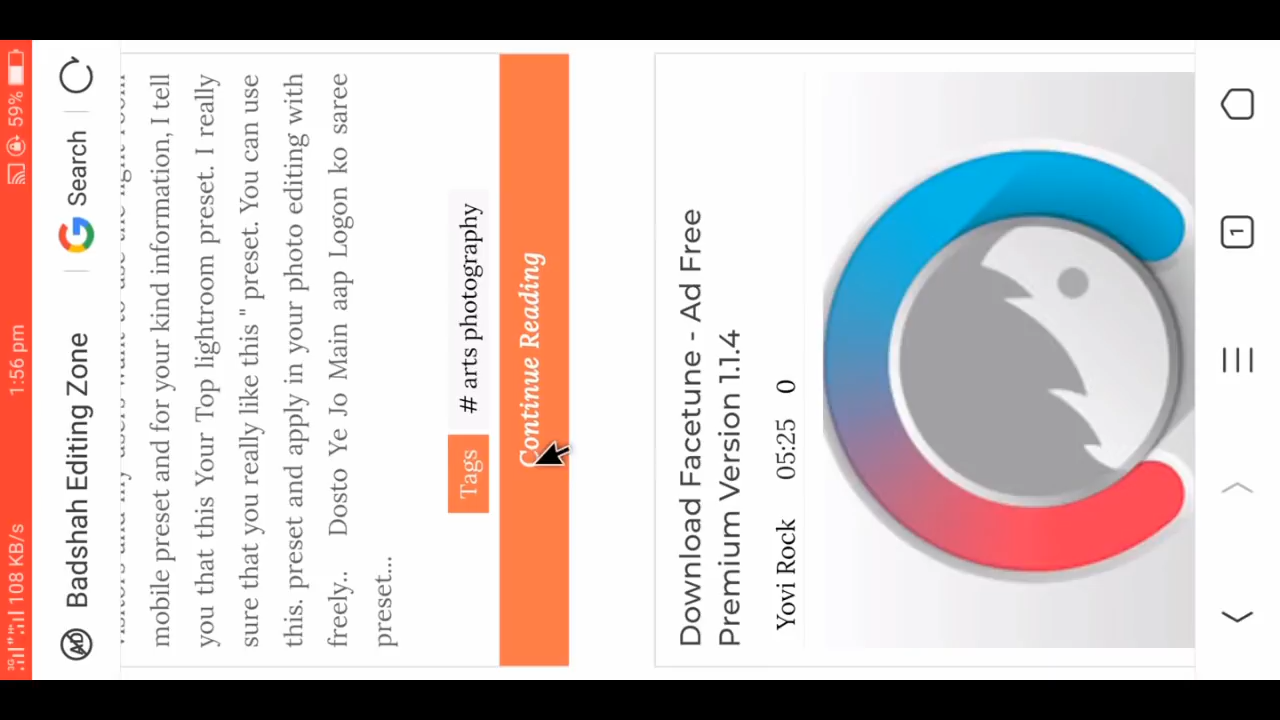 108 KB/s 1:56 pm 59%
Badshah Editing Zone Search
mobile preset and for your kind information, I tell
you that this Your Top lightroom preset. I really
sure that you really like this " preset. You can use
this. preset and apply in your photo editing with
freely.. Dosto Ye Jo Main aap Logon ko saree
preset...
Tags # arts photography
Continue Reading
Download Facetune - Ad Free
Premium Version 1.1.4
Yovi Rock 05:25 0
1